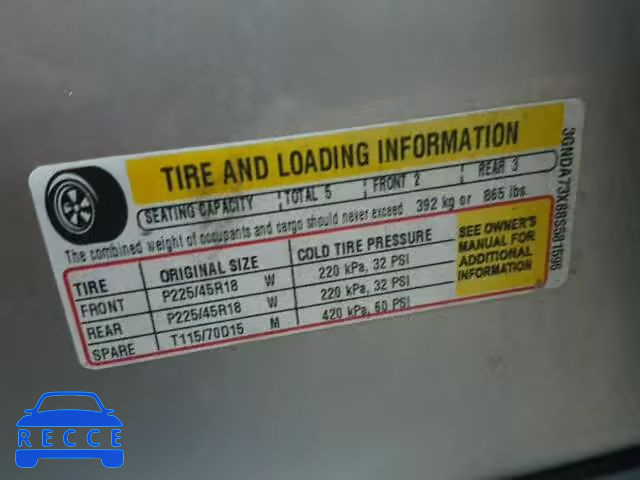 TIRE AND LOADING INFORMATION
SEATING CAPACITY TOTAL 5 FRONT 2 REAR 3
The combined weight of occupants and cargo should never exceed 392 kg or 865 lbs.
TIRE ORIGINAL SIZE COLD TIRE PRESSURE
FRONT P225/45R18 W 220 kPa, 32 PSI
REAR P225/45R18 W 220 kPa, 32 PSI
SPARE T115/70D15 M 420 kPa, 60 PSI
SEE OWNER'S
MANUAL FOR
ADDITIONAL
INFORMATION
3GNDA73X08S581596
RECCE